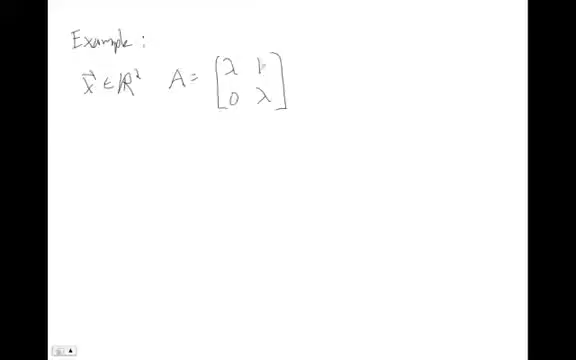 Example :
x⃗ ∈ ℝ² A = [λ 1
0 λ]